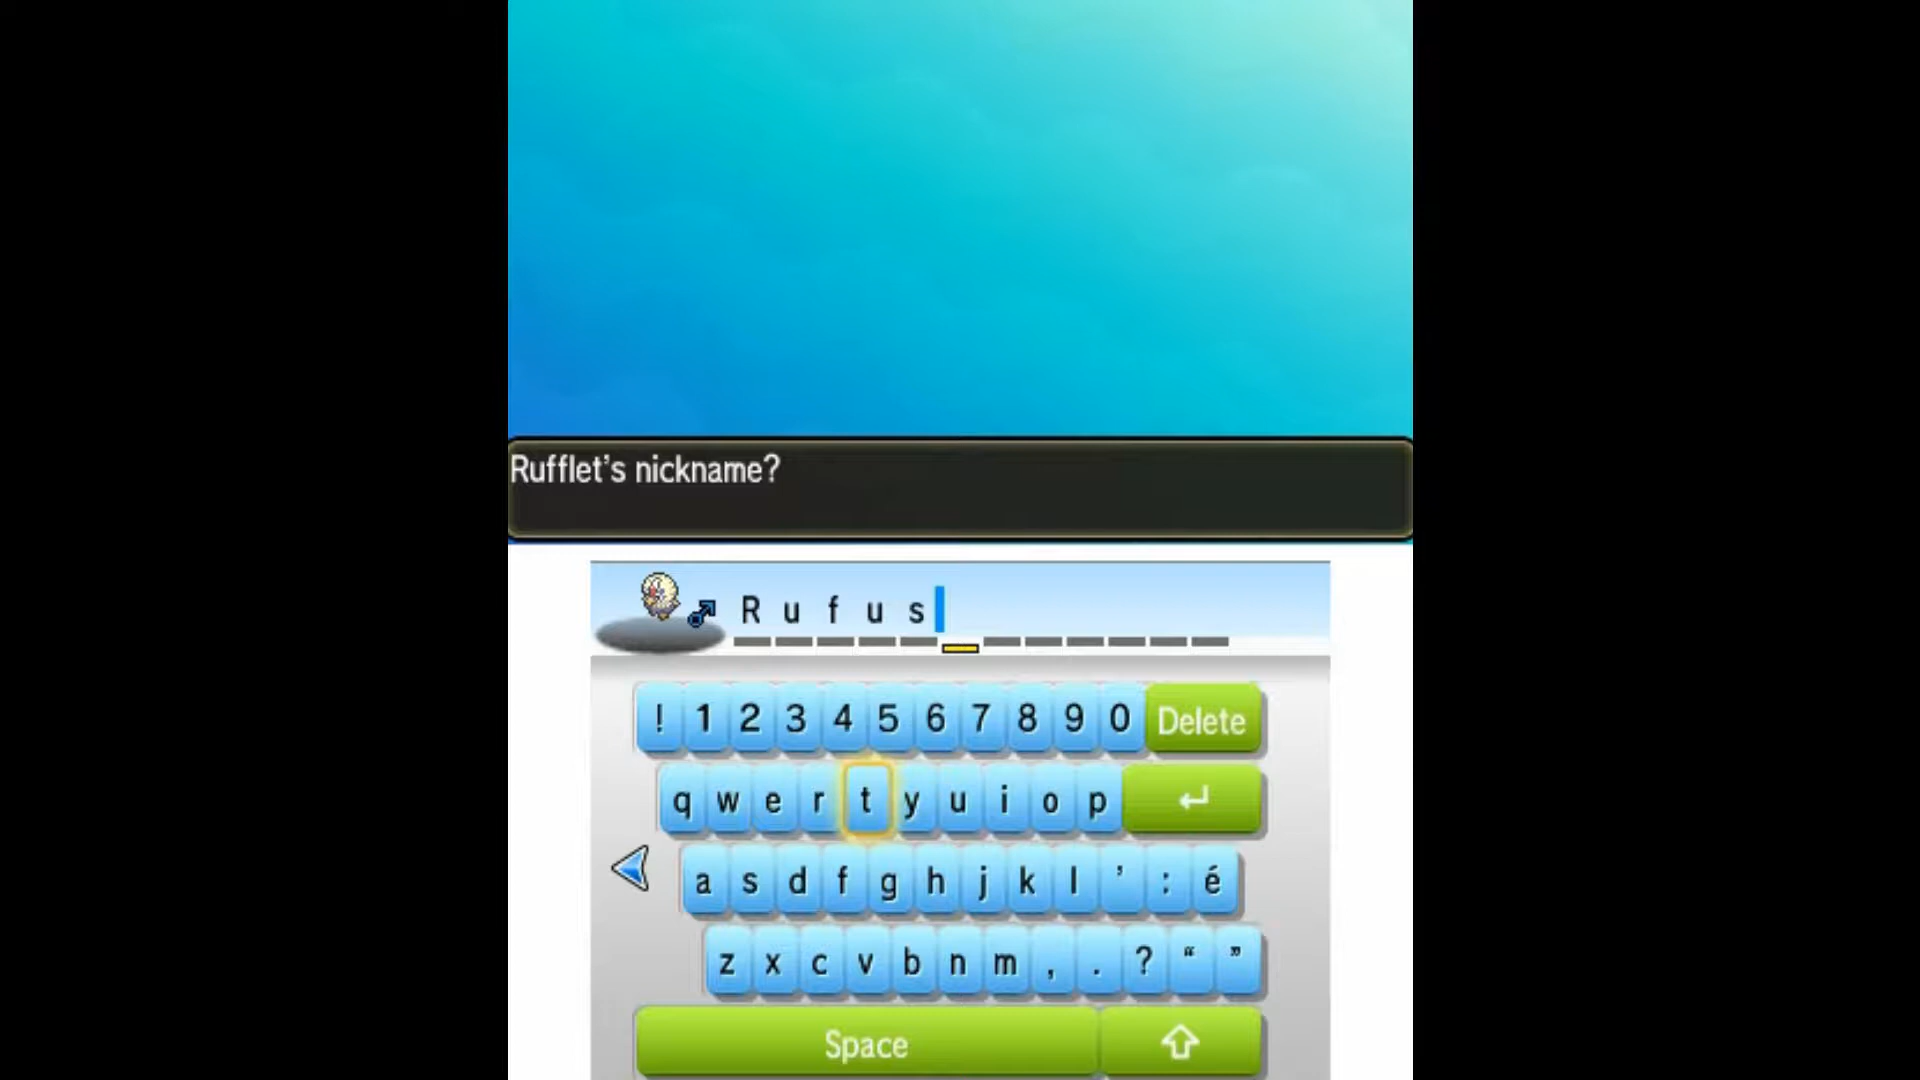 Rufflet’s nickname?
Rufus
! 1 2 3 4 5 6 7 8 9 0 Delete
q w e r t y u i o p
a s d f g h j k l ’ : é
z x c v b n m , . ? “ ”
Space